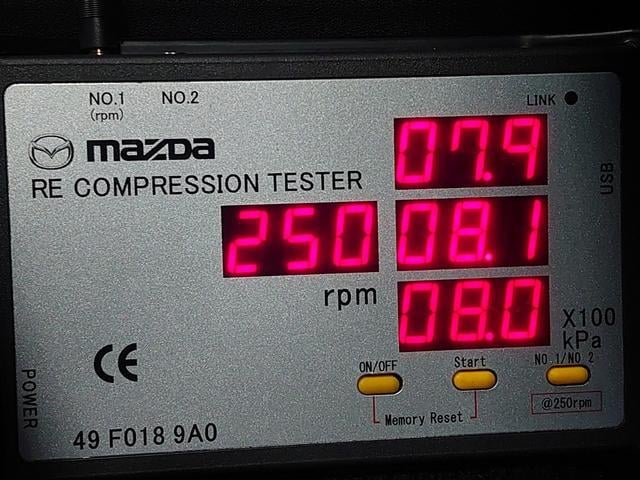 NO.1 NO.2
(rpm)
LINK
mazda
RE COMPRESSION TESTER
USB
07.9
250 08.1
rpm
08.0
X100
kPa
ON/OFF Start NO.1/NO.2
Memory Reset
@250rpm
POWER
CE
49 F018 9A0